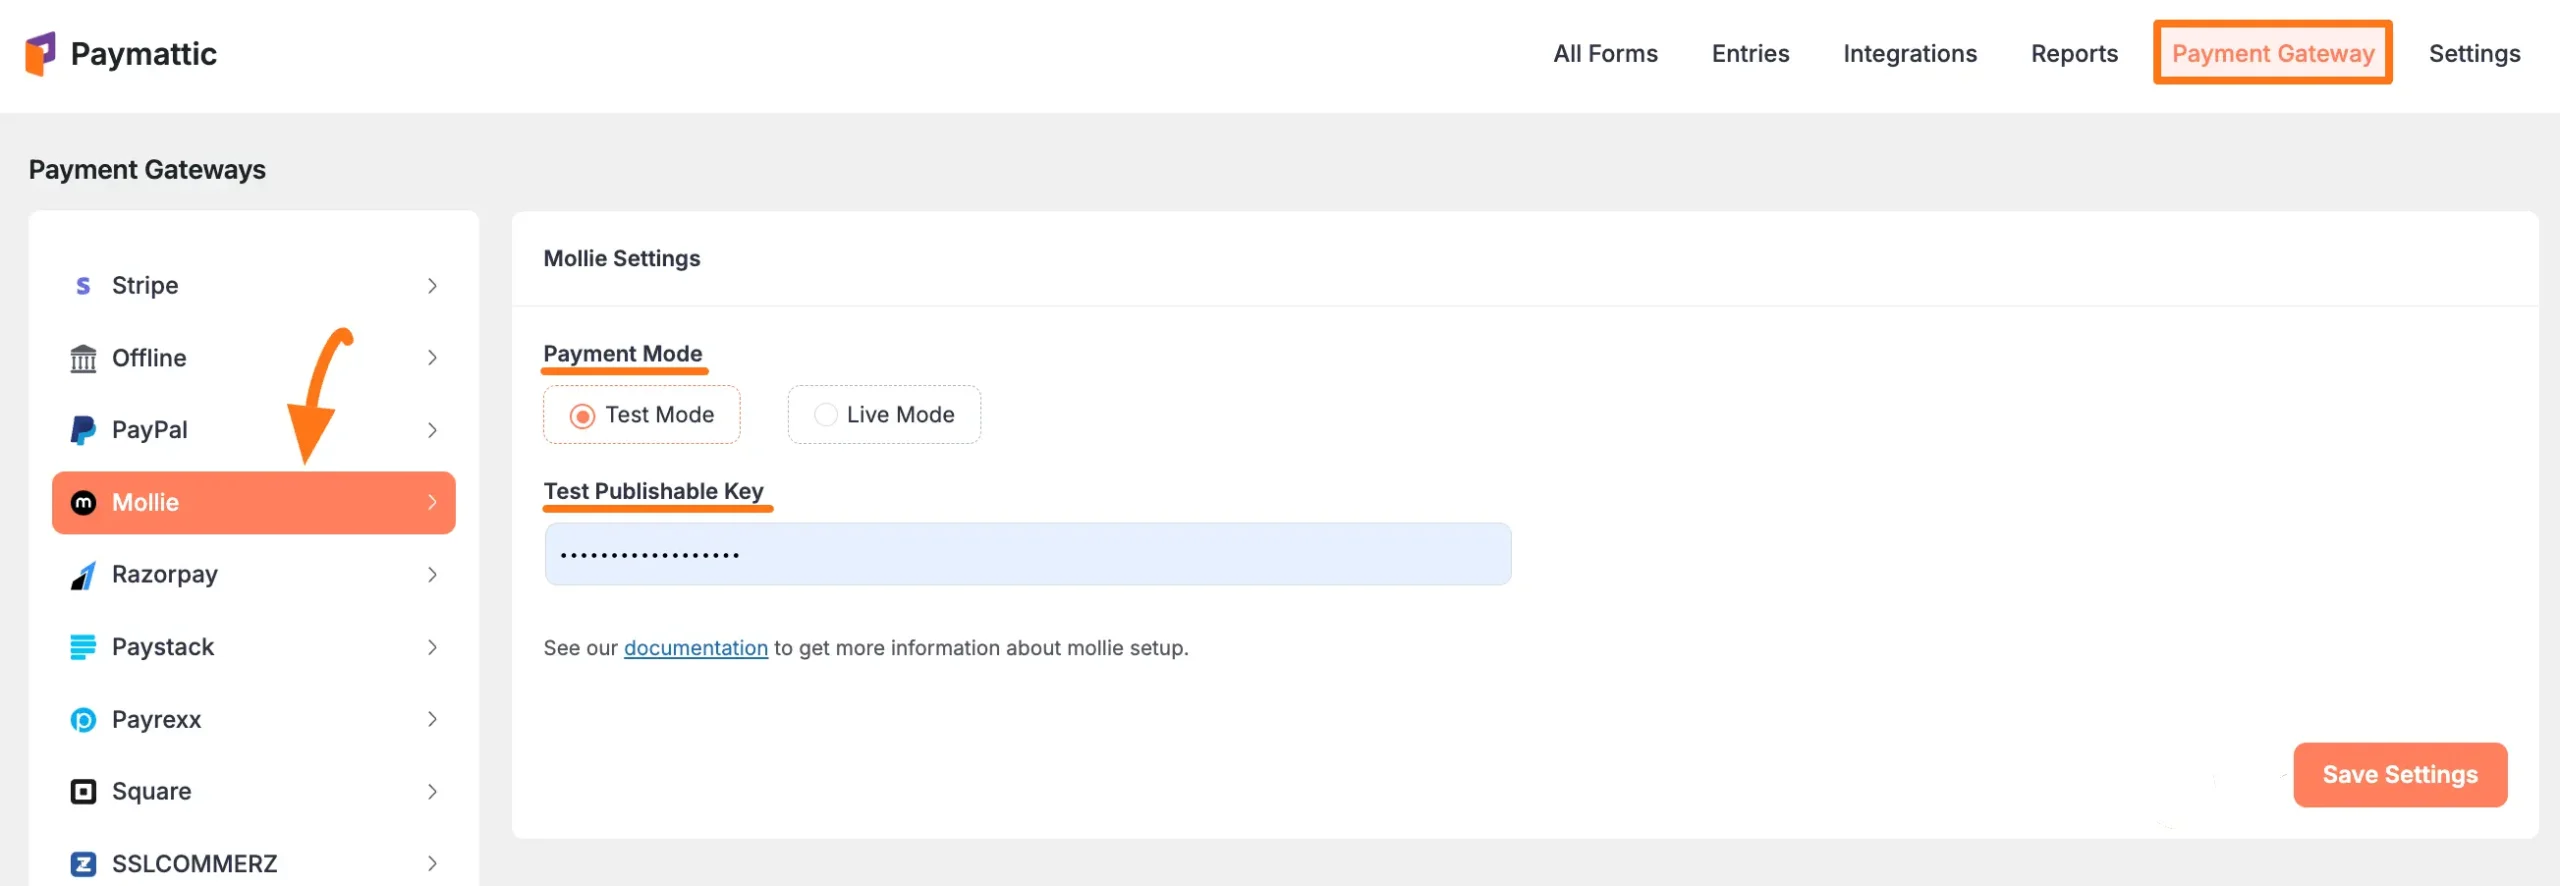 Paymattic
All Forms Entries Integrations Reports Payment Gateway Settings
Payment Gateways
Stripe
Offline
PayPal
Mollie
Razorpay
Paystack
Payrexx
Square
SSLCOMMERZ
Mollie Settings
Payment Mode
Test Mode Live Mode
Test Publishable Key
••••••••••••••••••
See our documentation to get more information about mollie setup.
Save Settings